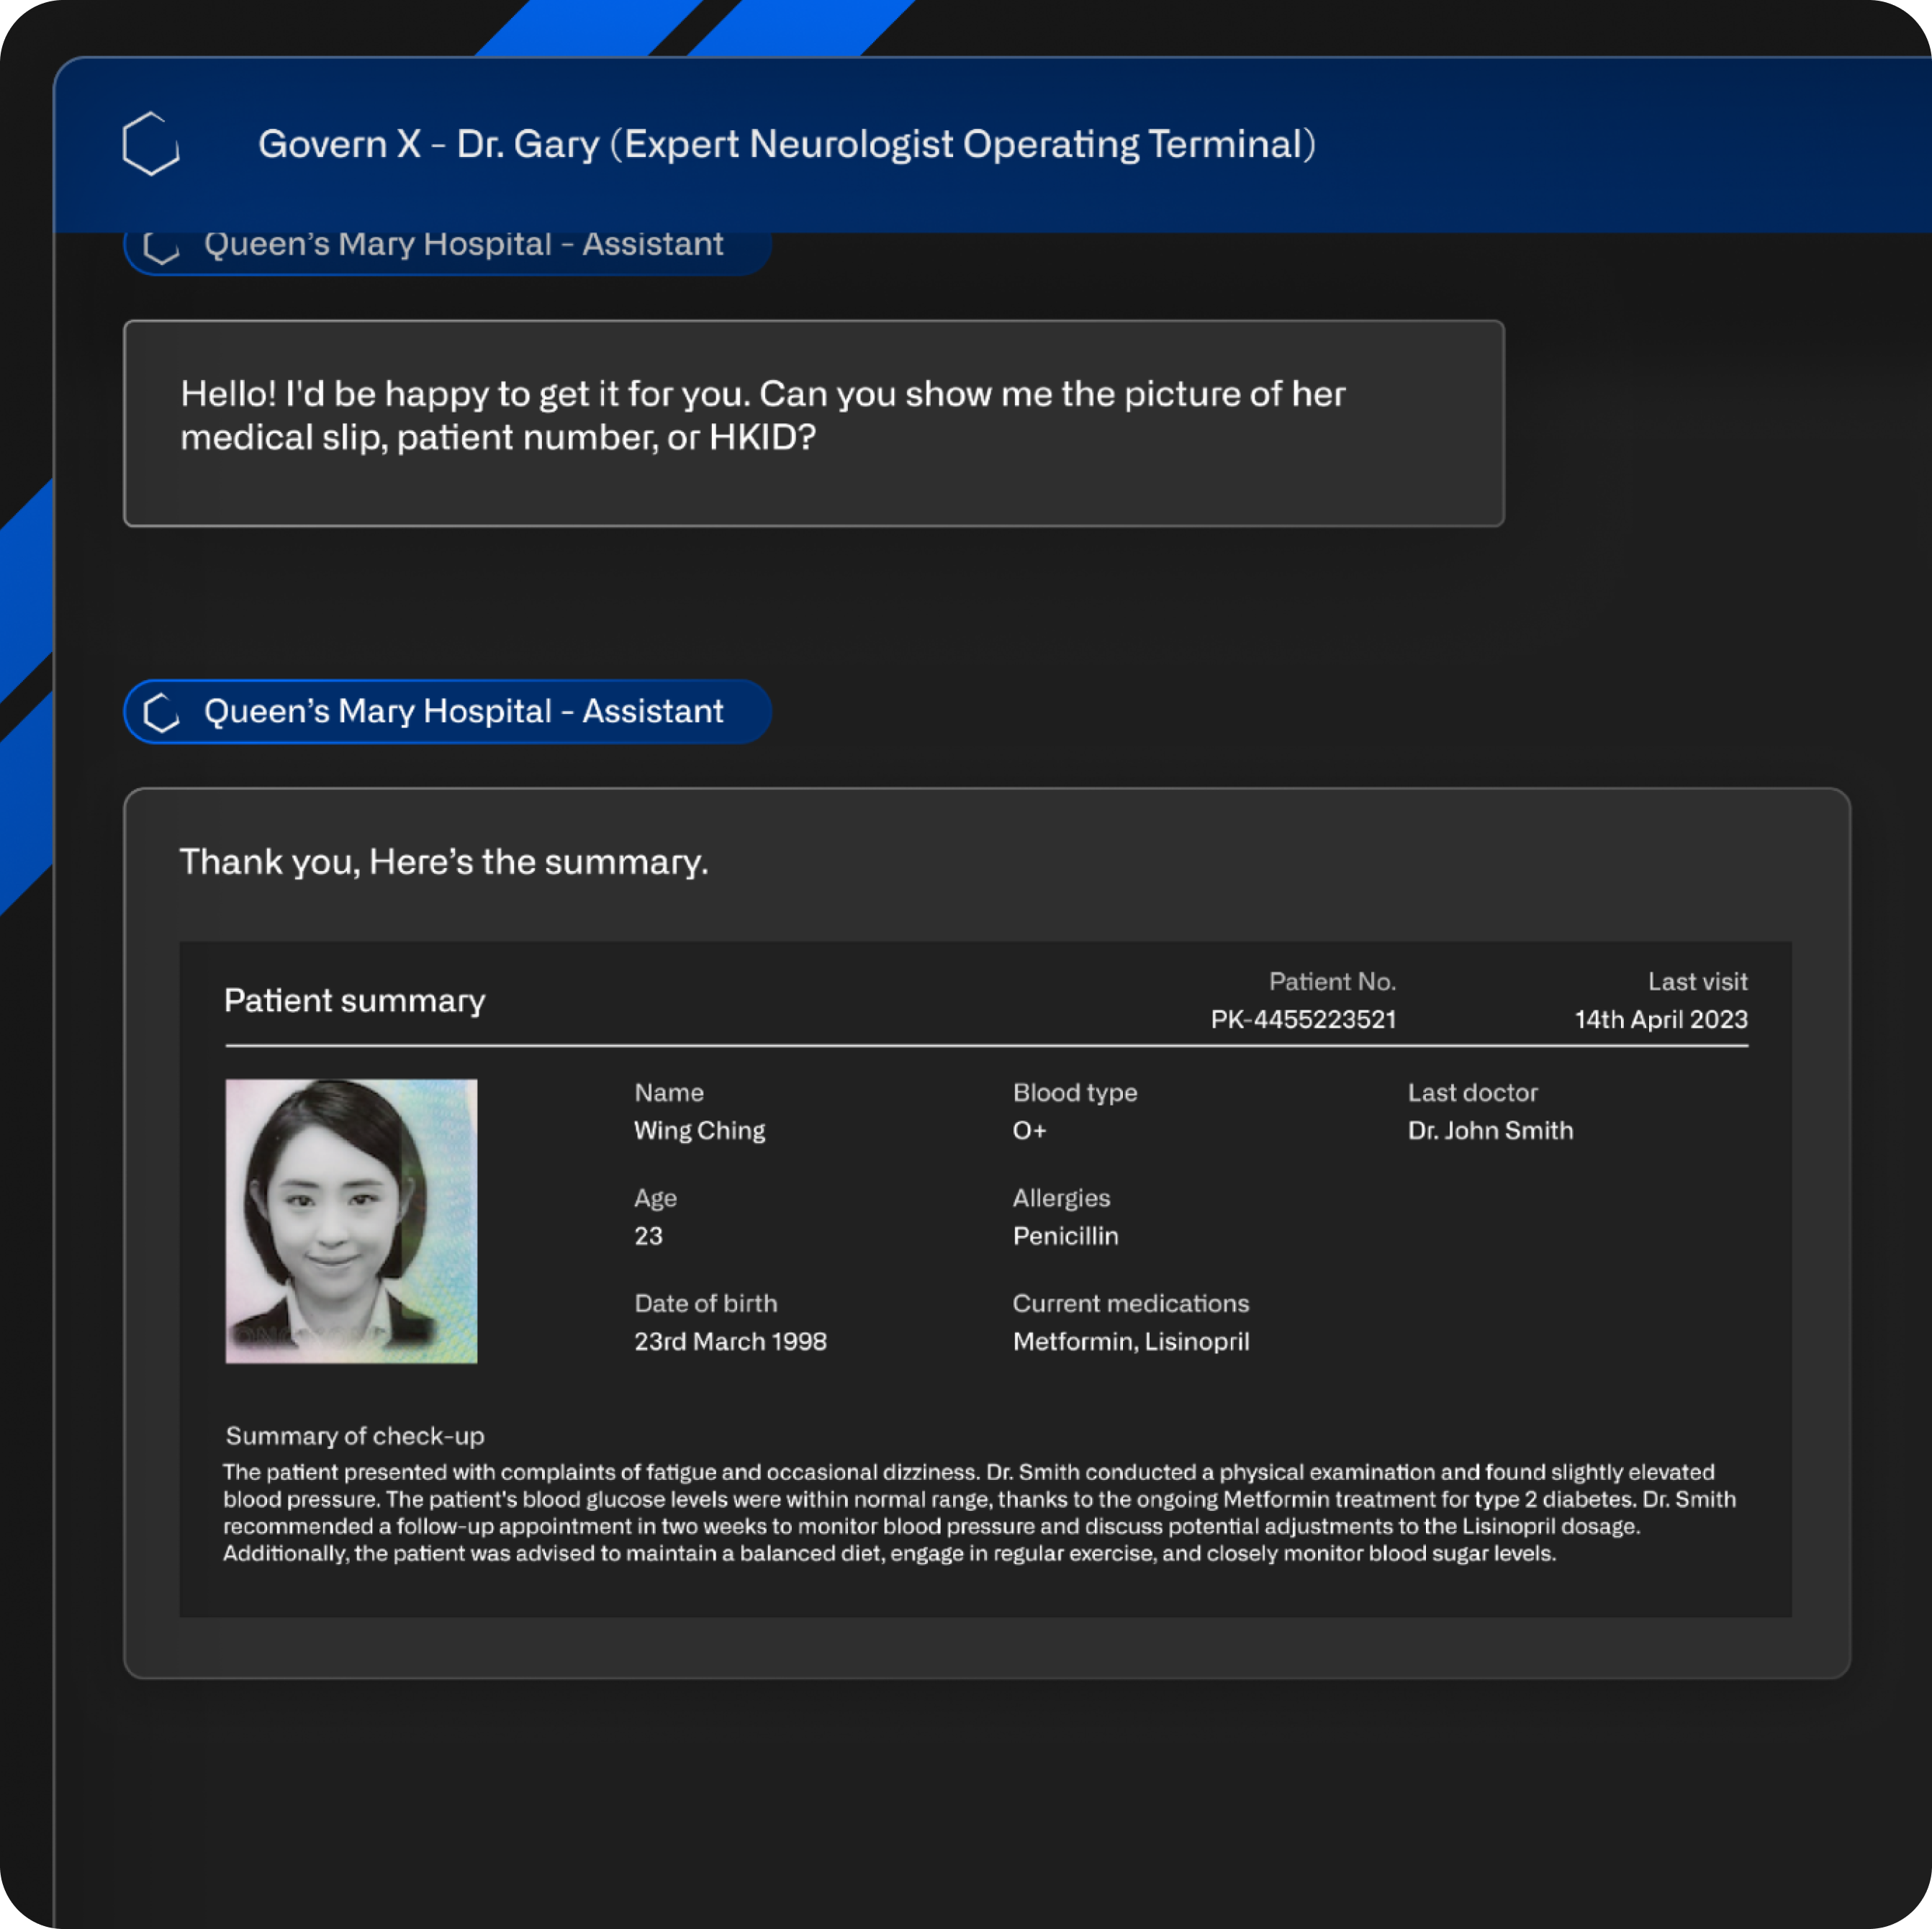 Govern X - Dr. Gary (Expert Neurologist Operating Terminal)
Queen’s Mary Hospital - Assistant
Hello! I'd be happy to get it for you. Can you show me the picture of her
medical slip, patient number, or HKID?
Queen’s Mary Hospital - Assistant
Thank you, Here’s the summary.
Patient summary
Patient No.
PK-4455223521
Last visit
14th April 2023
Name
Wing Ching
Blood type
O+
Last doctor
Dr. John Smith
Age
23
Allergies
Penicillin
Date of birth
23rd March 1998
Current medications
Metformin, Lisinopril
Summary of check-up
The patient presented with complaints of fatigue and occasional dizziness. Dr. Smith conducted a physical examination and found slightly elevated
blood pressure. The patient's blood glucose levels were within normal range, thanks to the ongoing Metformin treatment for type 2 diabetes. Dr. Smith
recommended a follow-up appointment in two weeks to monitor blood pressure and discuss potential adjustments to the Lisinopril dosage.
Additionally, the patient was advised to maintain a balanced diet, engage in regular exercise, and closely monitor blood sugar levels.